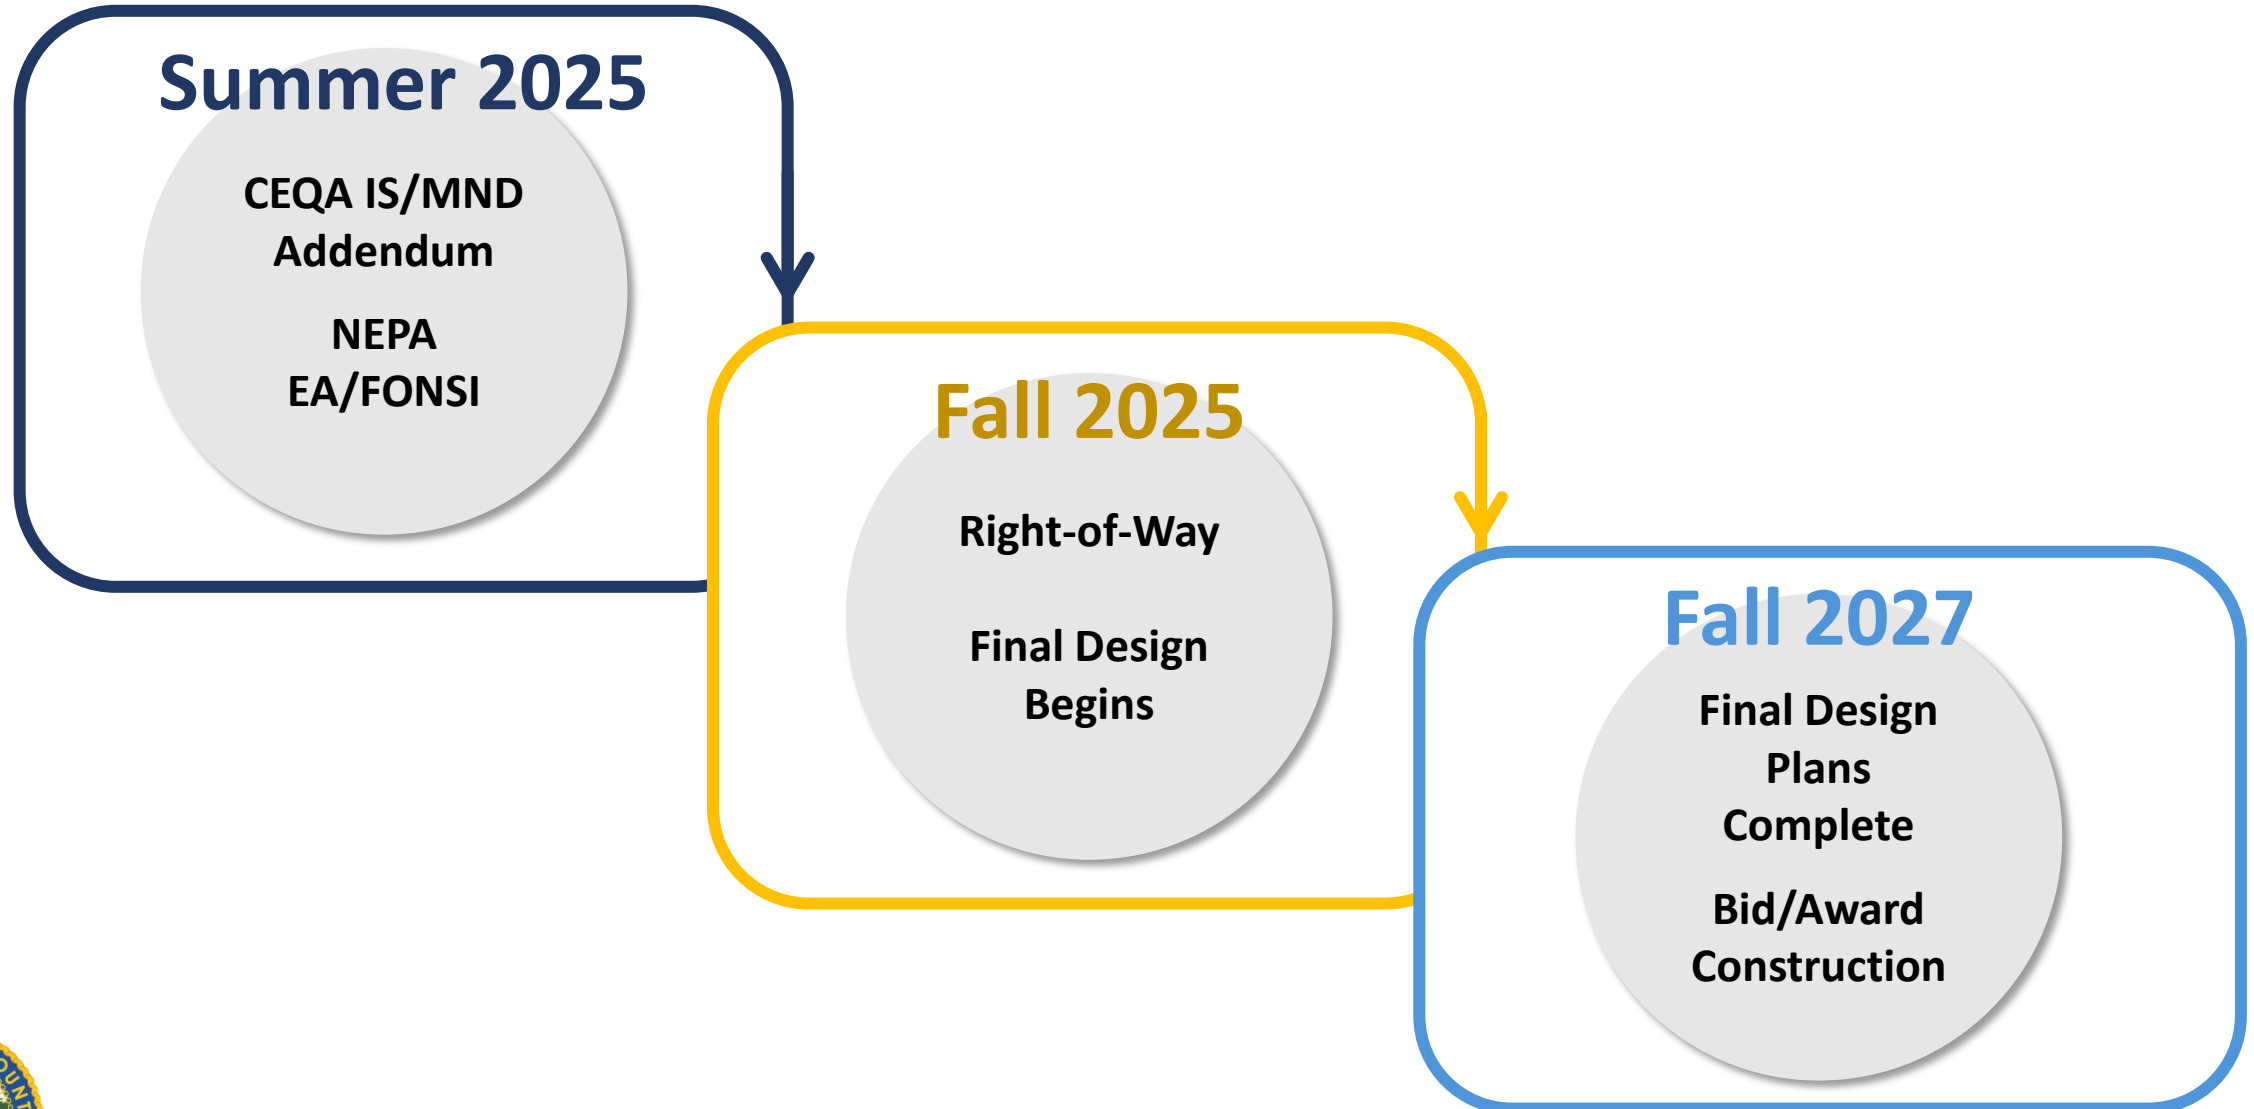 Summer 2025
CEQA IS/MND
Addendum
NEPA
EA/FONSI
Fall 2025
Right-of-Way
Final Design
Begins
Fall 2027
Final Design
Plans
Complete
Bid/Award
Construction